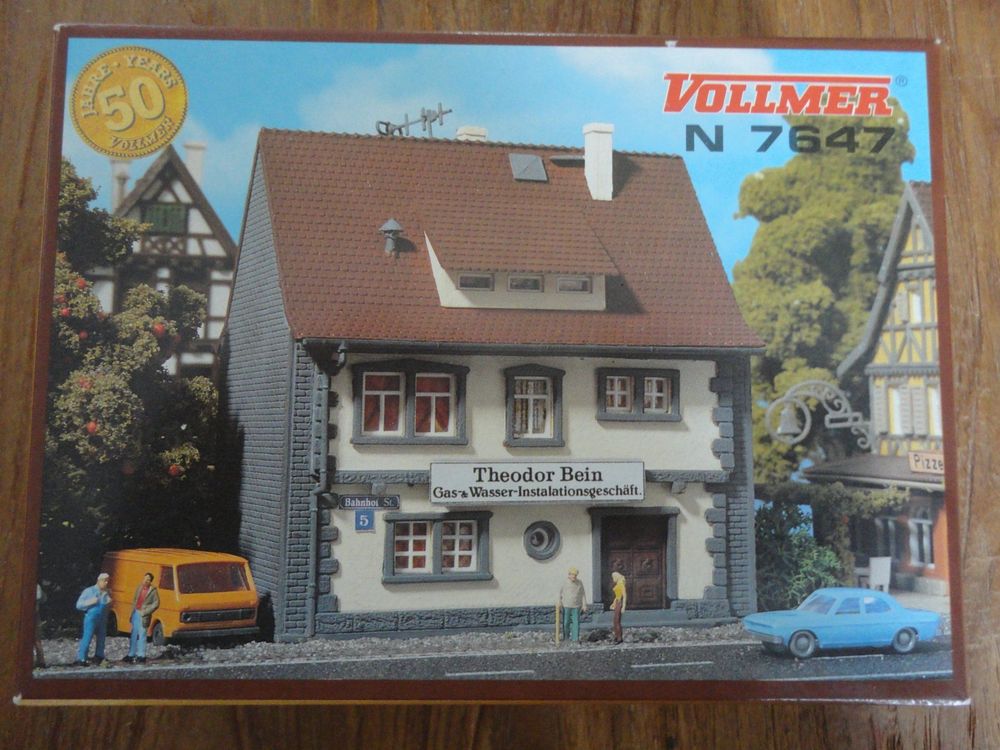 JAHRE · YEARS
50
VOLLMER
VOLLMER®
N 7647
Theodor Bein
Gas-& Wasser-Instalationsgeschäft.
Bahnhof St.
5
Pizze